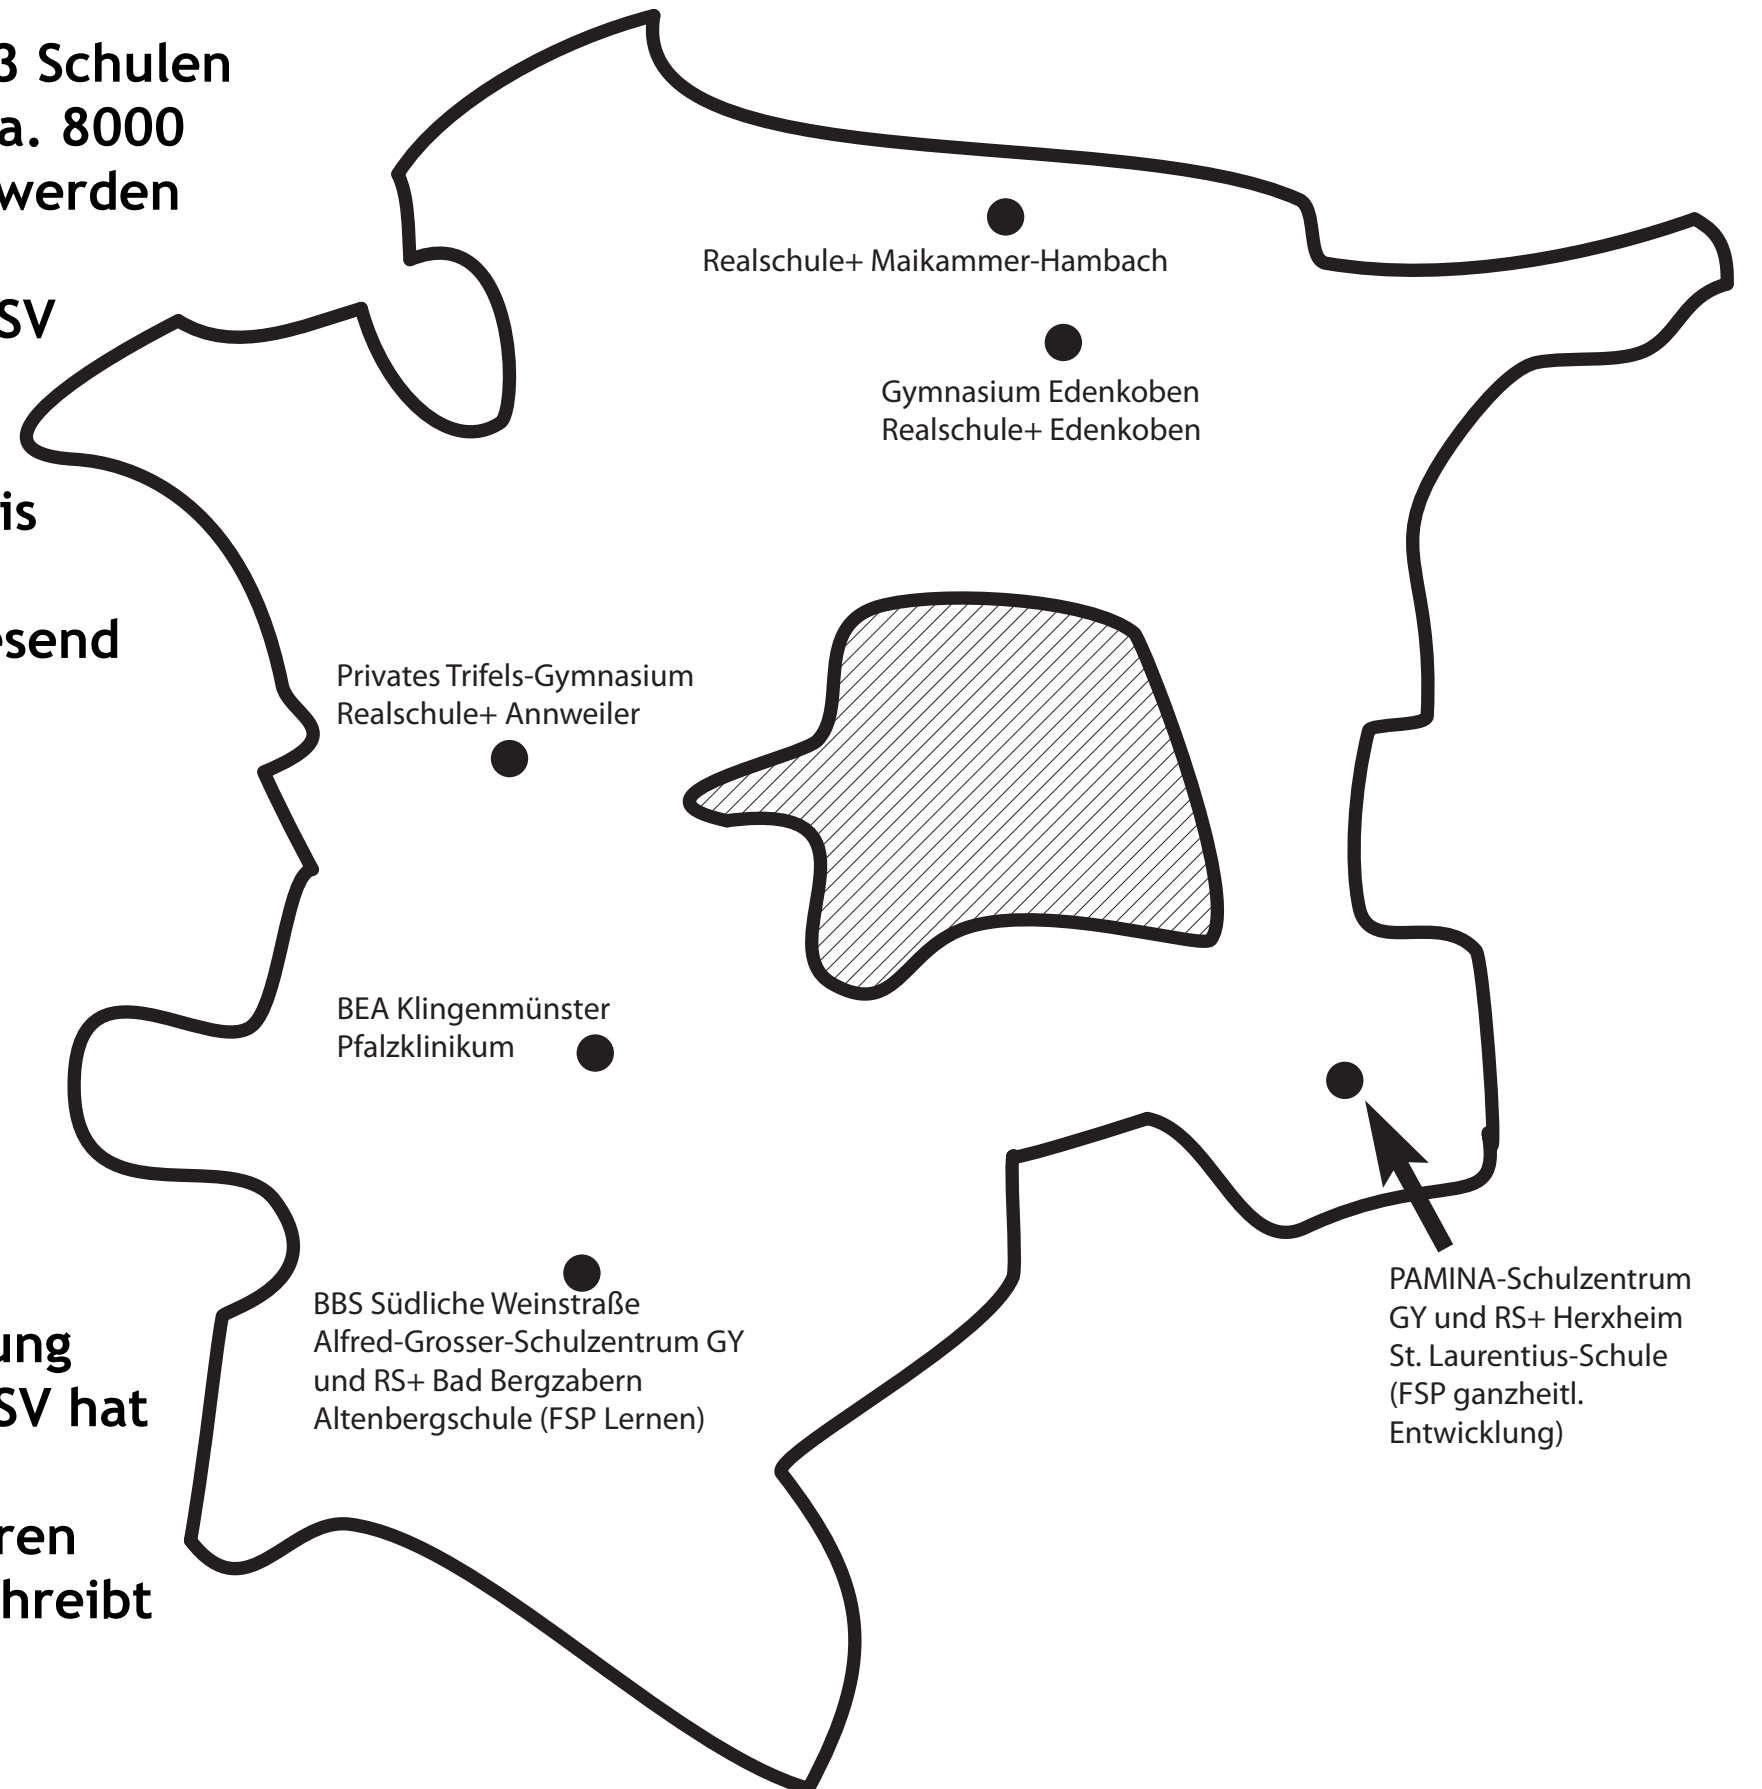 3 Schulen
a. 8000
werden
SV
is
esend
ung
SV hat
ren
hreibt
Realschule+ Maikammer-Hambach
Gymnasium Edenkoben
Realschule+ Edenkoben
Privates Trifels-Gymnasium
Realschule+ Annweiler
BEA Klingenmünster
Pfalzklinikum
BBS Südliche Weinstraße
Alfred-Grosser-Schulzentrum GY
und RS+ Bad Bergzabern
Altenbergschule (FSP Lernen)
PAMINA-Schulzentrum
GY und RS+ Herxheim
St. Laurentius-Schule
(FSP ganzheitl.
Entwicklung)